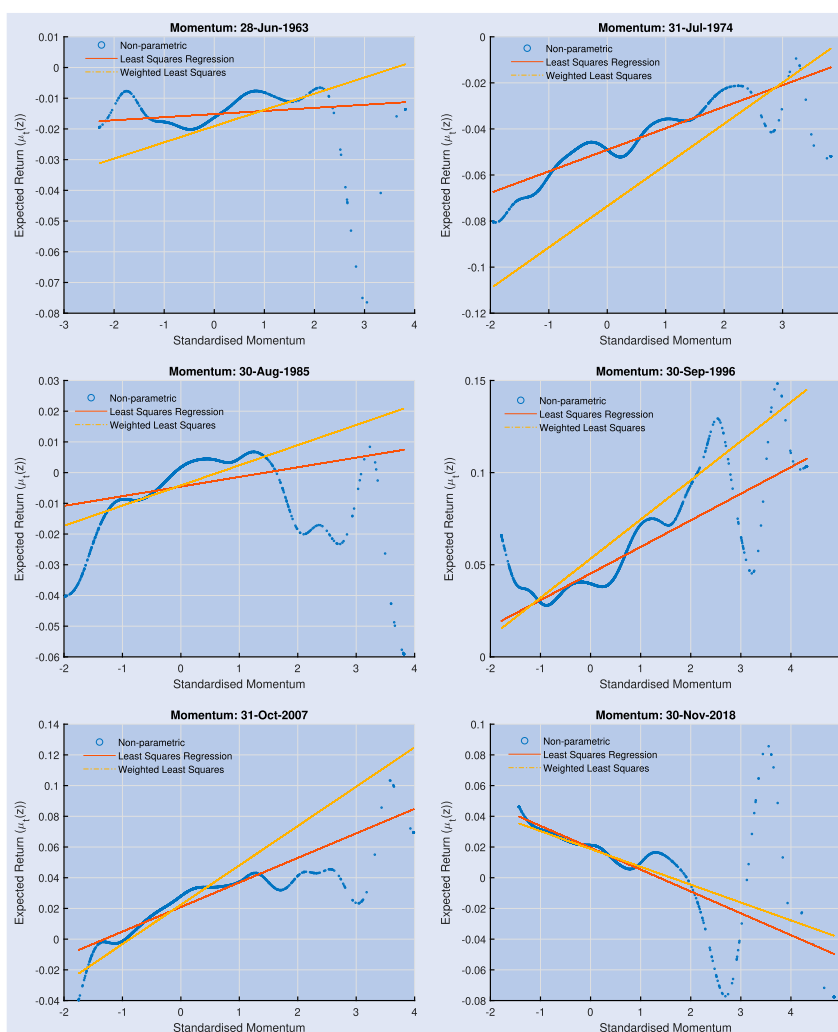 Momentum: 28-Jun-1963
Non-parametric
Least Squares Regression
Weighted Least Squares
Expected Return (μt(z))
0.01
0
-0.01
-0.02
-0.03
-0.04
-0.05
-0.06
-0.07
-0.08
-3 -2 -1 0 1 2 3 4
Standardised Momentum
Momentum: 31-Jul-1974
Non-parametric
Least Squares Regression
Weighted Least Squares
Expected Return (μt(z))
0
-0.02
-0.04
-0.06
-0.08
-0.1
-0.12
-2 -1 0 1 2 3
Standardised Momentum
Momentum: 30-Aug-1985
Non-parametric
Least Squares Regression
Weighted Least Squares
Expected Return (μt(z))
0.03
0.02
0.01
0
-0.01
-0.02
-0.03
-0.04
-0.05
-0.06
-2 -1 0 1 2 3 4
Standardised Momentum
Momentum: 30-Sep-1996
Non-parametric
Least Squares Regression
Weighted Least Squares
Expected Return (μt(z))
0.15
0.1
0.05
0
-2 -1 0 1 2 3 4
Standardised Momentum
Momentum: 31-Oct-2007
Non-parametric
Least Squares Regression
Weighted Least Squares
Expected Return (μt(z))
0.14
0.12
0.1
0.08
0.06
0.04
0.02
0
-0.02
-0.04
-2 -1 0 1 2 3 4
Standardised Momentum
Momentum: 30-Nov-2018
Non-parametric
Least Squares Regression
Weighted Least Squares
Expected Return (μt(z))
0.1
0.08
0.06
0.04
0.02
0
-0.02
-0.04
-0.06
-0.08
-2 -1 0 1 2 3 4
Standardised Momentum